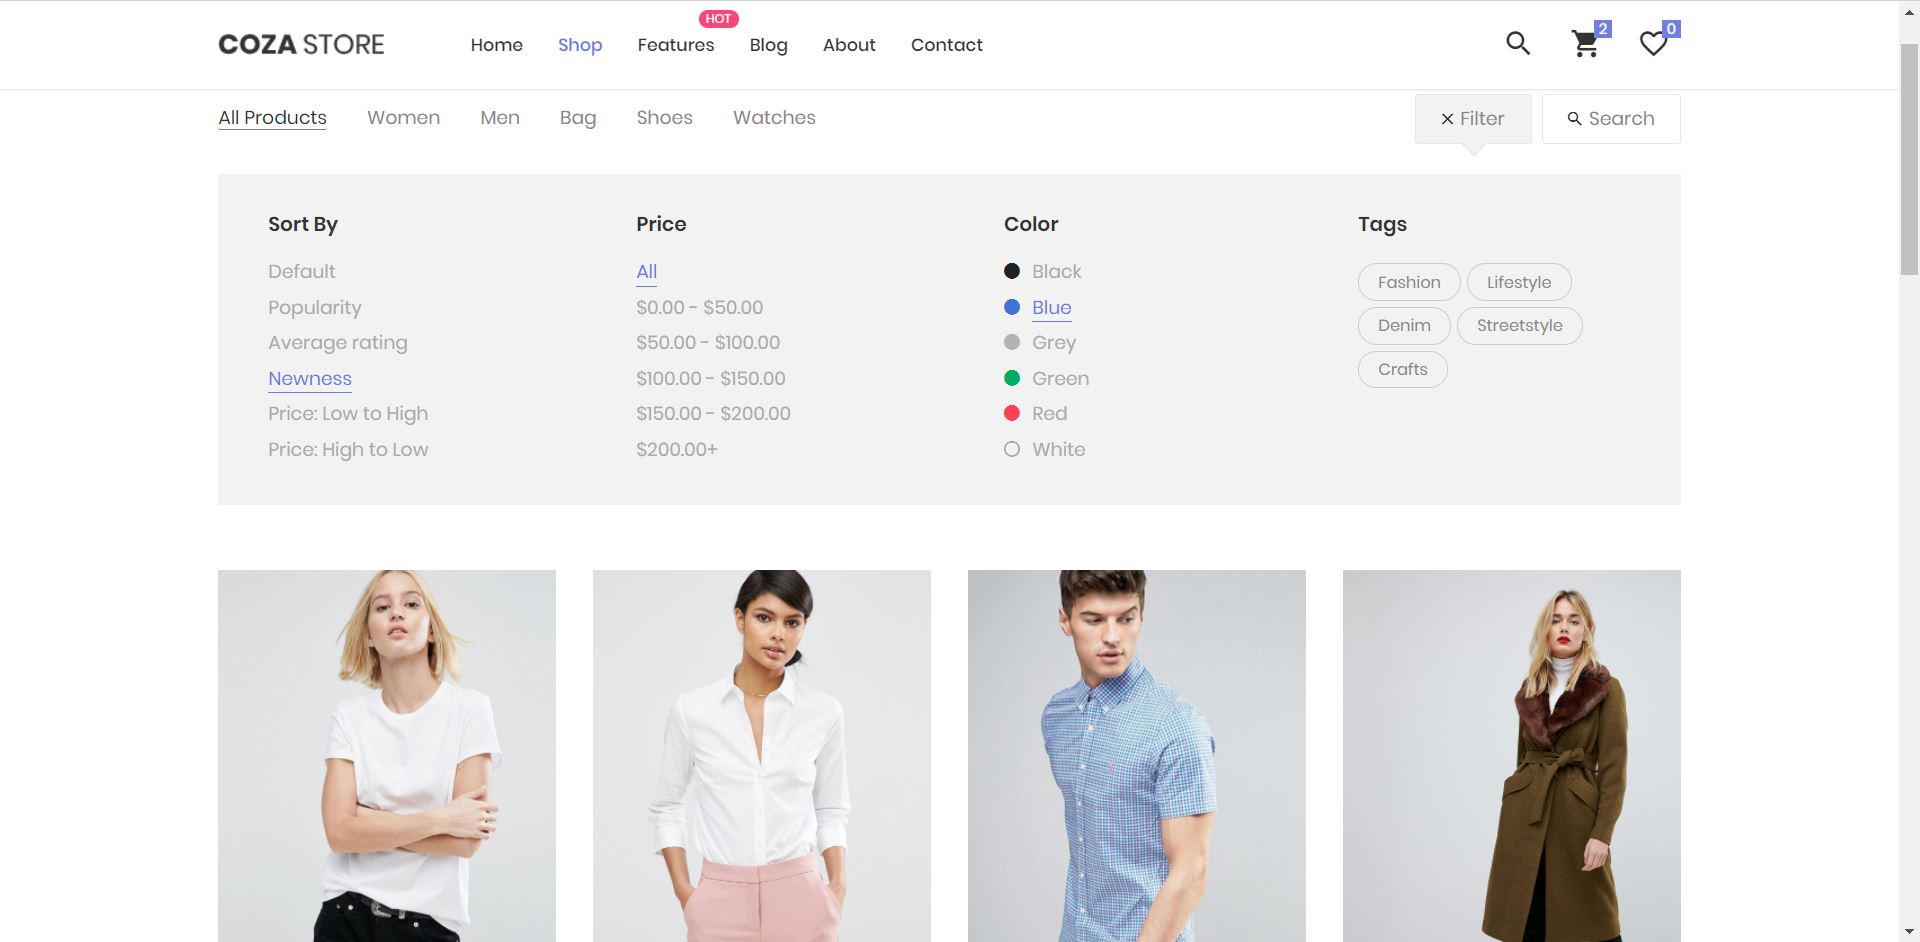 HOT
COZA STORE Home Shop Features Blog About Contact 2 0
All Products Women Men Bag Shoes Watches Filter Search
Sort By
Default
Popularity
Average rating
Newness
Price: Low to High
Price: High to Low
Price
All
$0.00 - $50.00
$50.00 - $100.00
$100.00 - $150.00
$150.00 - $200.00
$200.00+
Color
Black
Blue
Grey
Green
Red
White
Tags
Fashion Lifestyle
Denim Streetstyle
Crafts